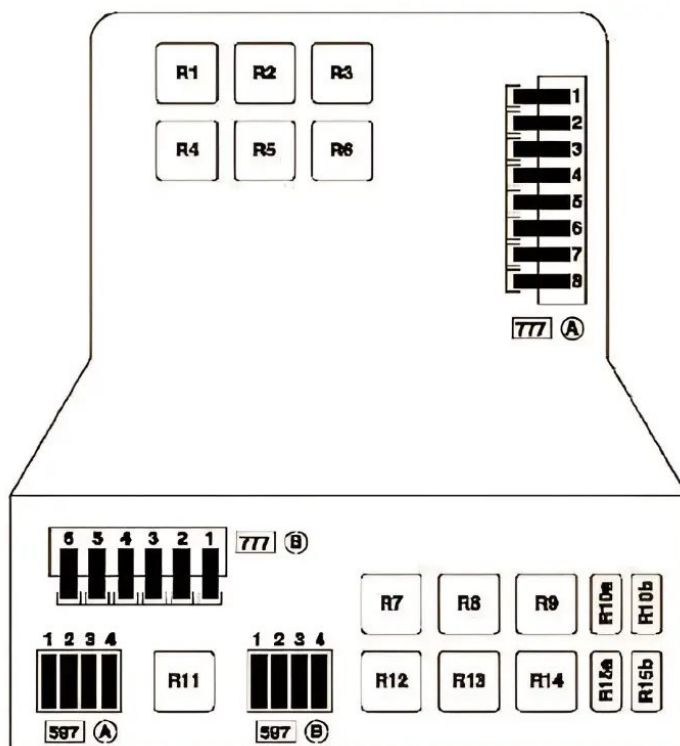 R1 R2 R3
R4 R5 R6
1
2
3
4
5
6
7
8
777 A
6 5 4 3 2 1 777 B
R7 R8 R9 R10a R10b
1 2 3 4
R11
1 2 3 4
R12 R13 R14 R15a R15b
597 A
597 B